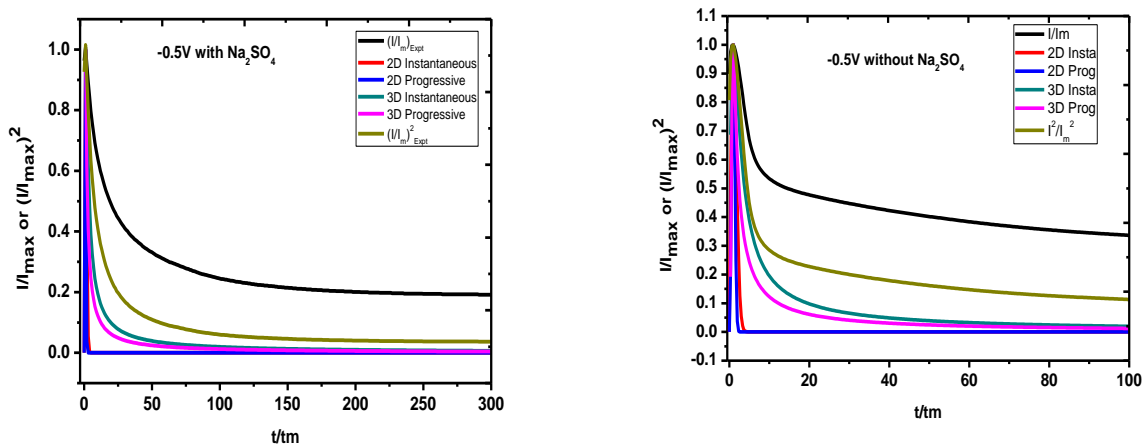 -0.5V with Na2SO4
(I/Im)Expt
2D Instantaneous
2D Progressive
3D Instantaneous
3D Progressive
(I/Im)2Expt
I/Imax or (I/Imax)2
1.0
0.8
0.6
0.4
0.2
0.0
0 50 100 150 200 250 300
t/tm
-0.5V without Na2SO4
I/Im
2D Insta
2D Prog
3D Insta
3D Prog
I2/Im2
I/Imax or (I/Imax)2
1.1
1.0
0.9
0.8
0.7
0.6
0.5
0.4
0.3
0.2
0.1
0.0
-0.1
0 20 40 60 80 100
t/tm